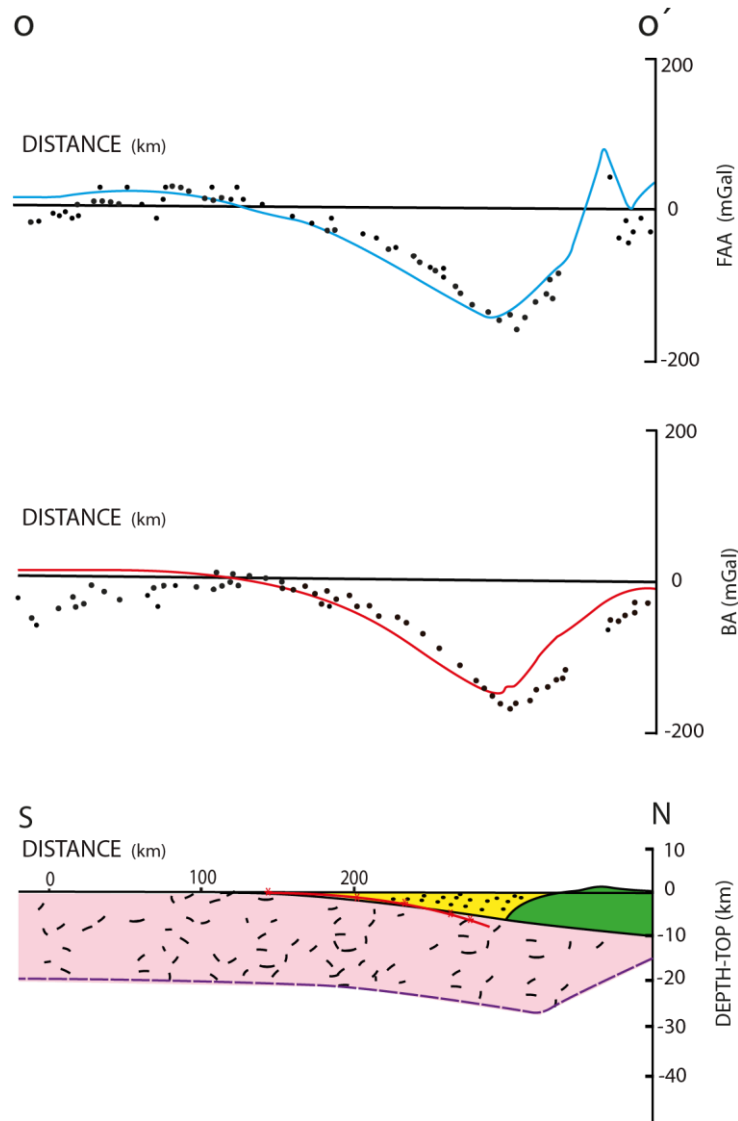 O O´
200
DISTANCE (km)
0
FAA (mGal)
-200
200
DISTANCE (km)
0
BA (mGal)
-200
S N
DISTANCE (km)
10
0 100 200
0
-10
-20
-30
-40
DEPTH-TOP (km)